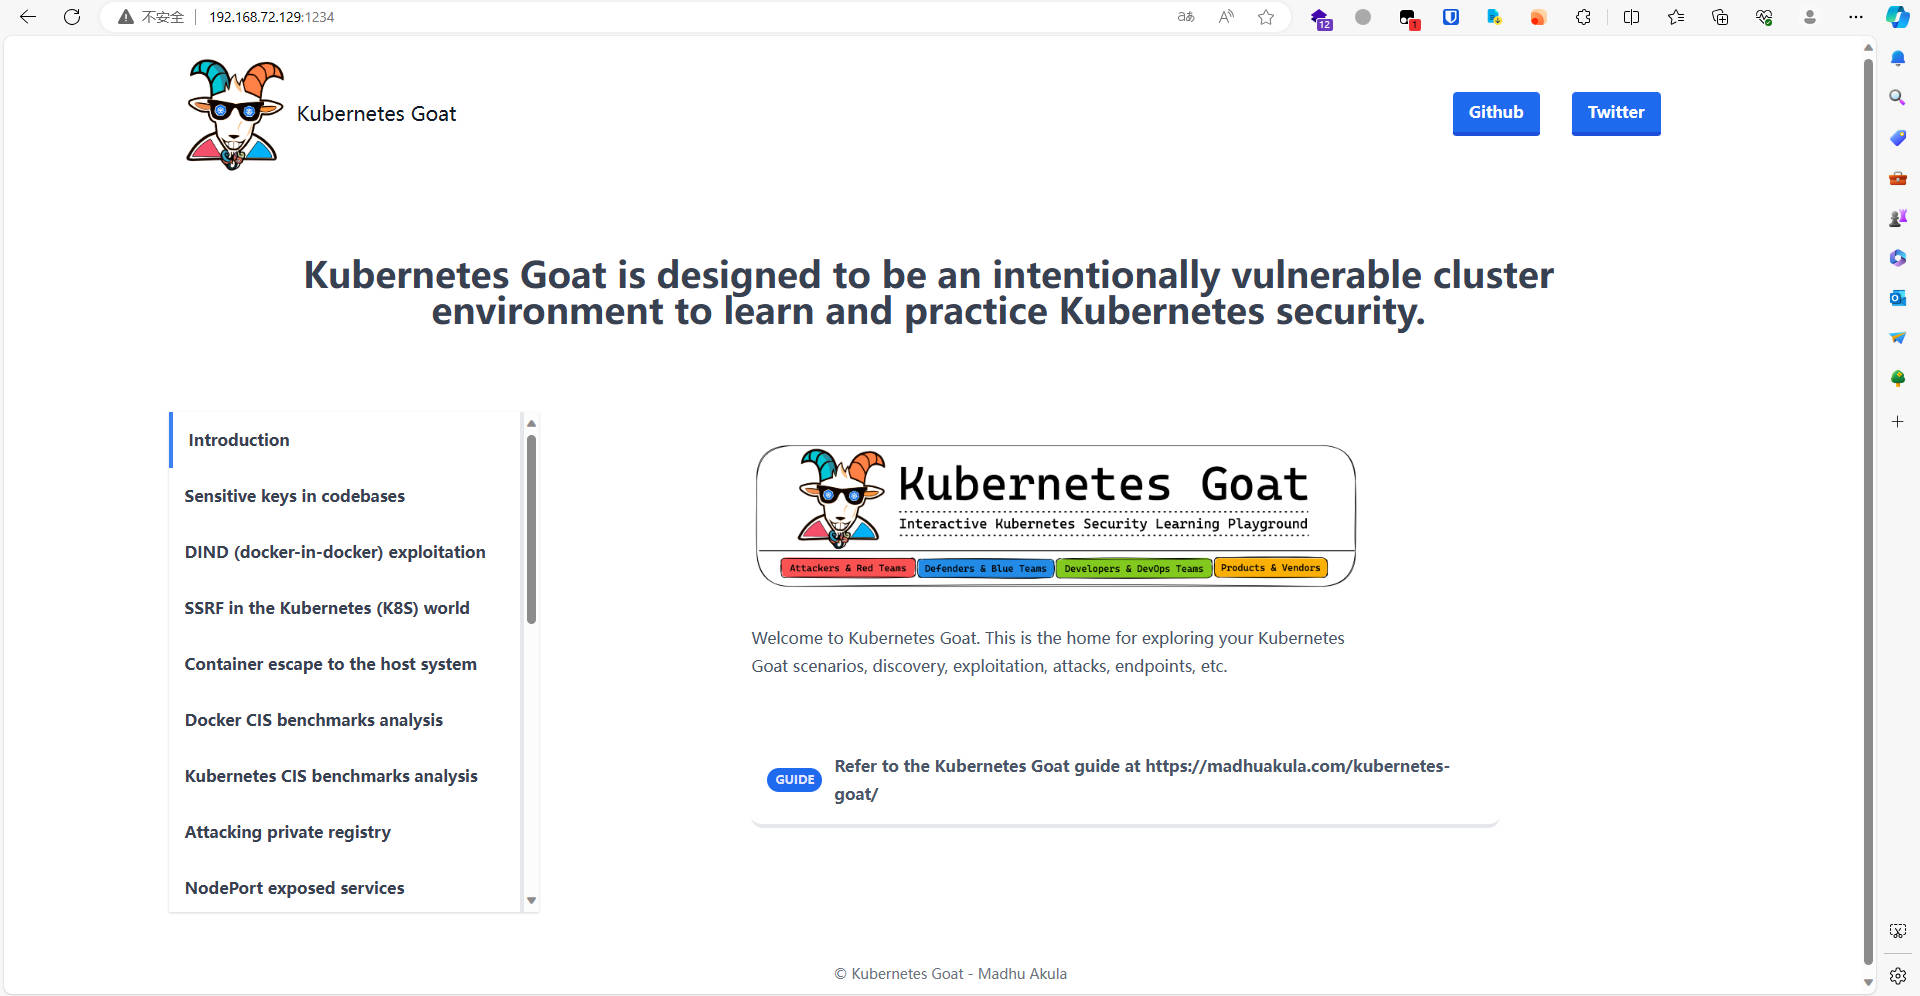 不安全 192.168.72.129:1234
12
1
Kubernetes Goat
Github
Twitter
Kubernetes Goat is designed to be an intentionally vulnerable cluster
environment to learn and practice Kubernetes security.
Introduction
Sensitive keys in codebases
DIND (docker-in-docker) exploitation
SSRF in the Kubernetes (K8S) world
Container escape to the host system
Docker CIS benchmarks analysis
Kubernetes CIS benchmarks analysis
Attacking private registry
NodePort exposed services
Kubernetes Goat
Interactive Kubernetes Security Learning Playground
Attackers & Red Teams
Defenders & Blue Teams
Developers & DevOps Teams
Products & Vendors
Welcome to Kubernetes Goat. This is the home for exploring your Kubernetes
Goat scenarios, discovery, exploitation, attacks, endpoints, etc.
GUIDE
Refer to the Kubernetes Goat guide at https://madhuakula.com/kubernetes-
goat/
© Kubernetes Goat - Madhu Akula